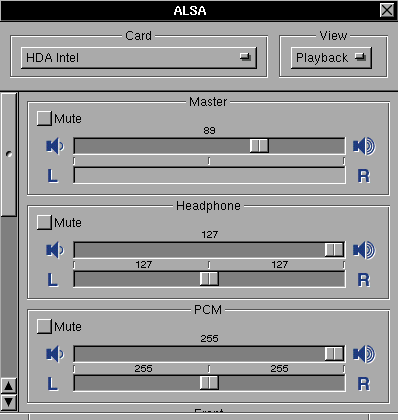 ALSA
Card
View
HDA Intel
Playback
Master
Mute
89
L
R
Headphone
Mute
127
127 127
L
R
PCM
Mute
255
255 255
L
R
Front